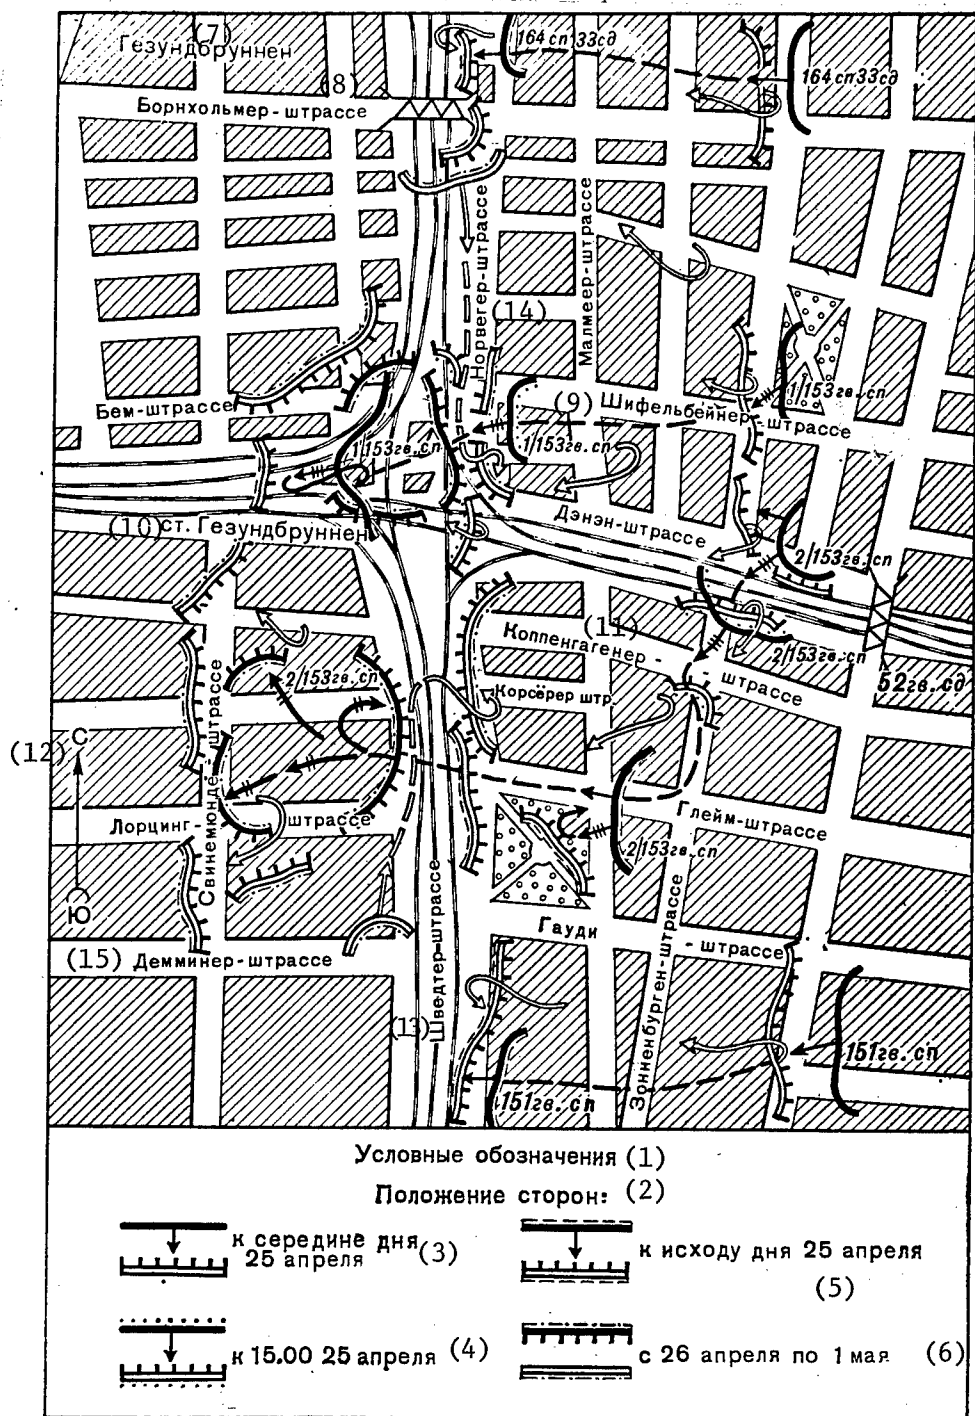 (7)
Гезундбруннен
164 сп 33 сд
164 сп 33 сд
(8)
Борнхольмер-штрассе
Норвегер-штрассе
Малмеер-штрассе
(14)
Бем-штрассе
(9) Шифельбейнер-штрассе
1/153 гв. сп
1/153 гв. сп
1/153 гв. сп
(10) ст. Гезундбруннен
Дэнэн-штрассе
2/153 гв. сп
(11)
Коппенгагенер-штрассе
2/153 гв. сп
52 гв. сд
2/153 гв. сп
Корсёрер штр.
Свинемюнде-штрассе
(12) С
Ю
Лорцинг-штрассе
Глейм-штрассе
2/153 гв. сп
Шведтер-штрассе
(13)
Зонненбурген-штрассе
Гауди-штрассе
(15) Демминер-штрассе
151 гв. сп
151 гв. сп
Условные обозначения (1)
Положение сторон: (2)
к середине дня
25 апреля (3)
к исходу дня 25 апреля
(5)
к 15.00 25 апреля (4)
с 26 апреля по 1 мая (6)